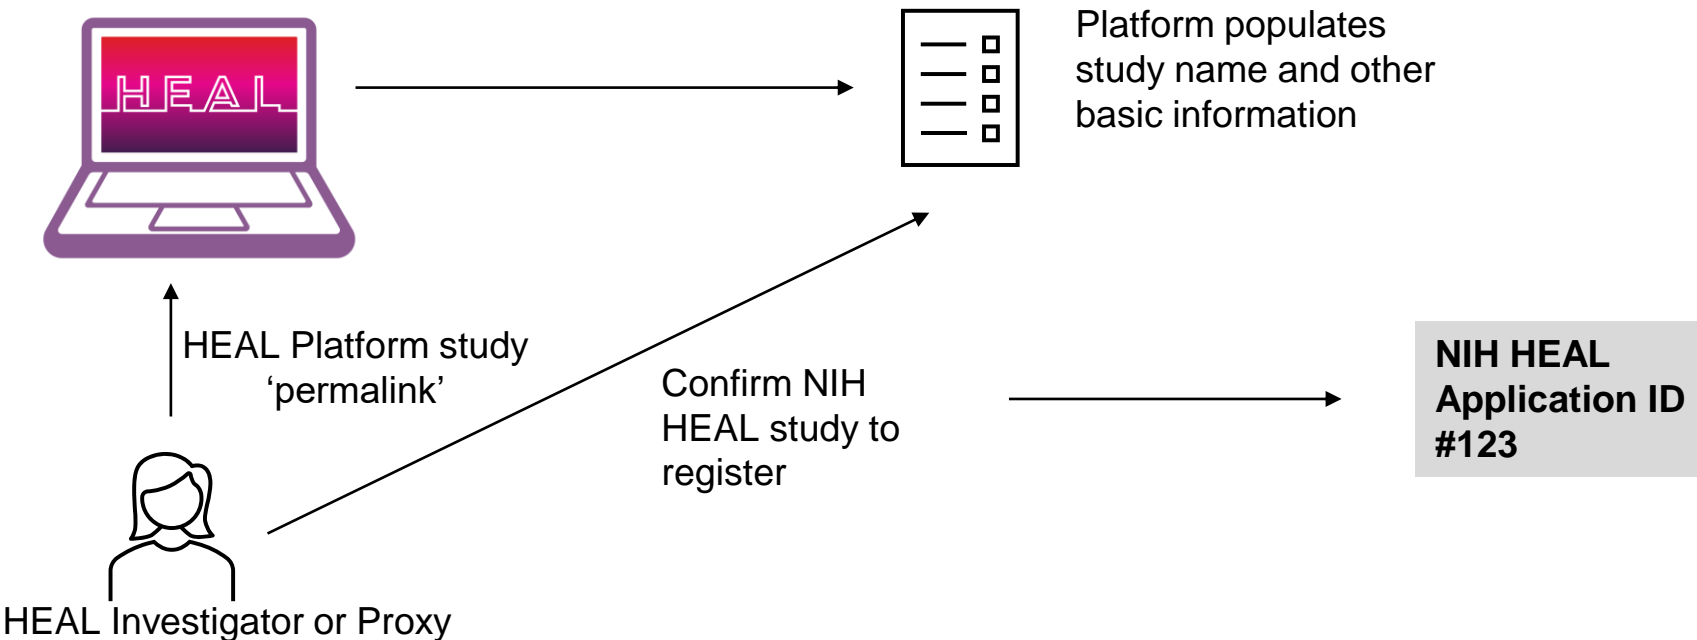 HEAL
Platform populates
study name and other
basic information
HEAL Platform study
‘permalink’
Confirm NIH
HEAL study to
register
NIH HEAL
Application ID
#123
HEAL Investigator or Proxy